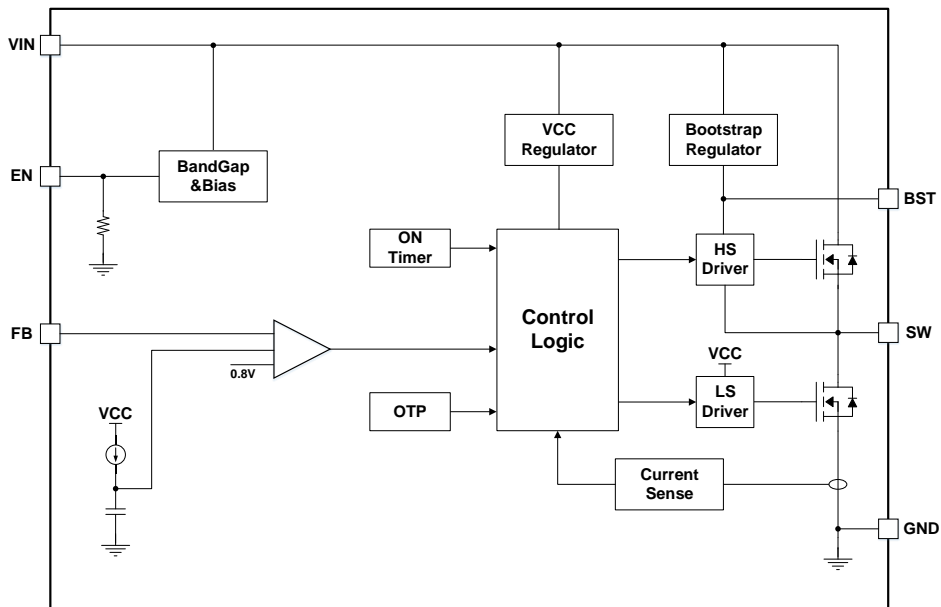 VIN
VCC
Regulator
Bootstrap
Regulator
BandGap
&Bias
EN
BST
ON
Timer
HS
Driver
Control
Logic
FB
SW
0.8V
VCC
LS
Driver
OTP
VCC
Current
Sense
GND